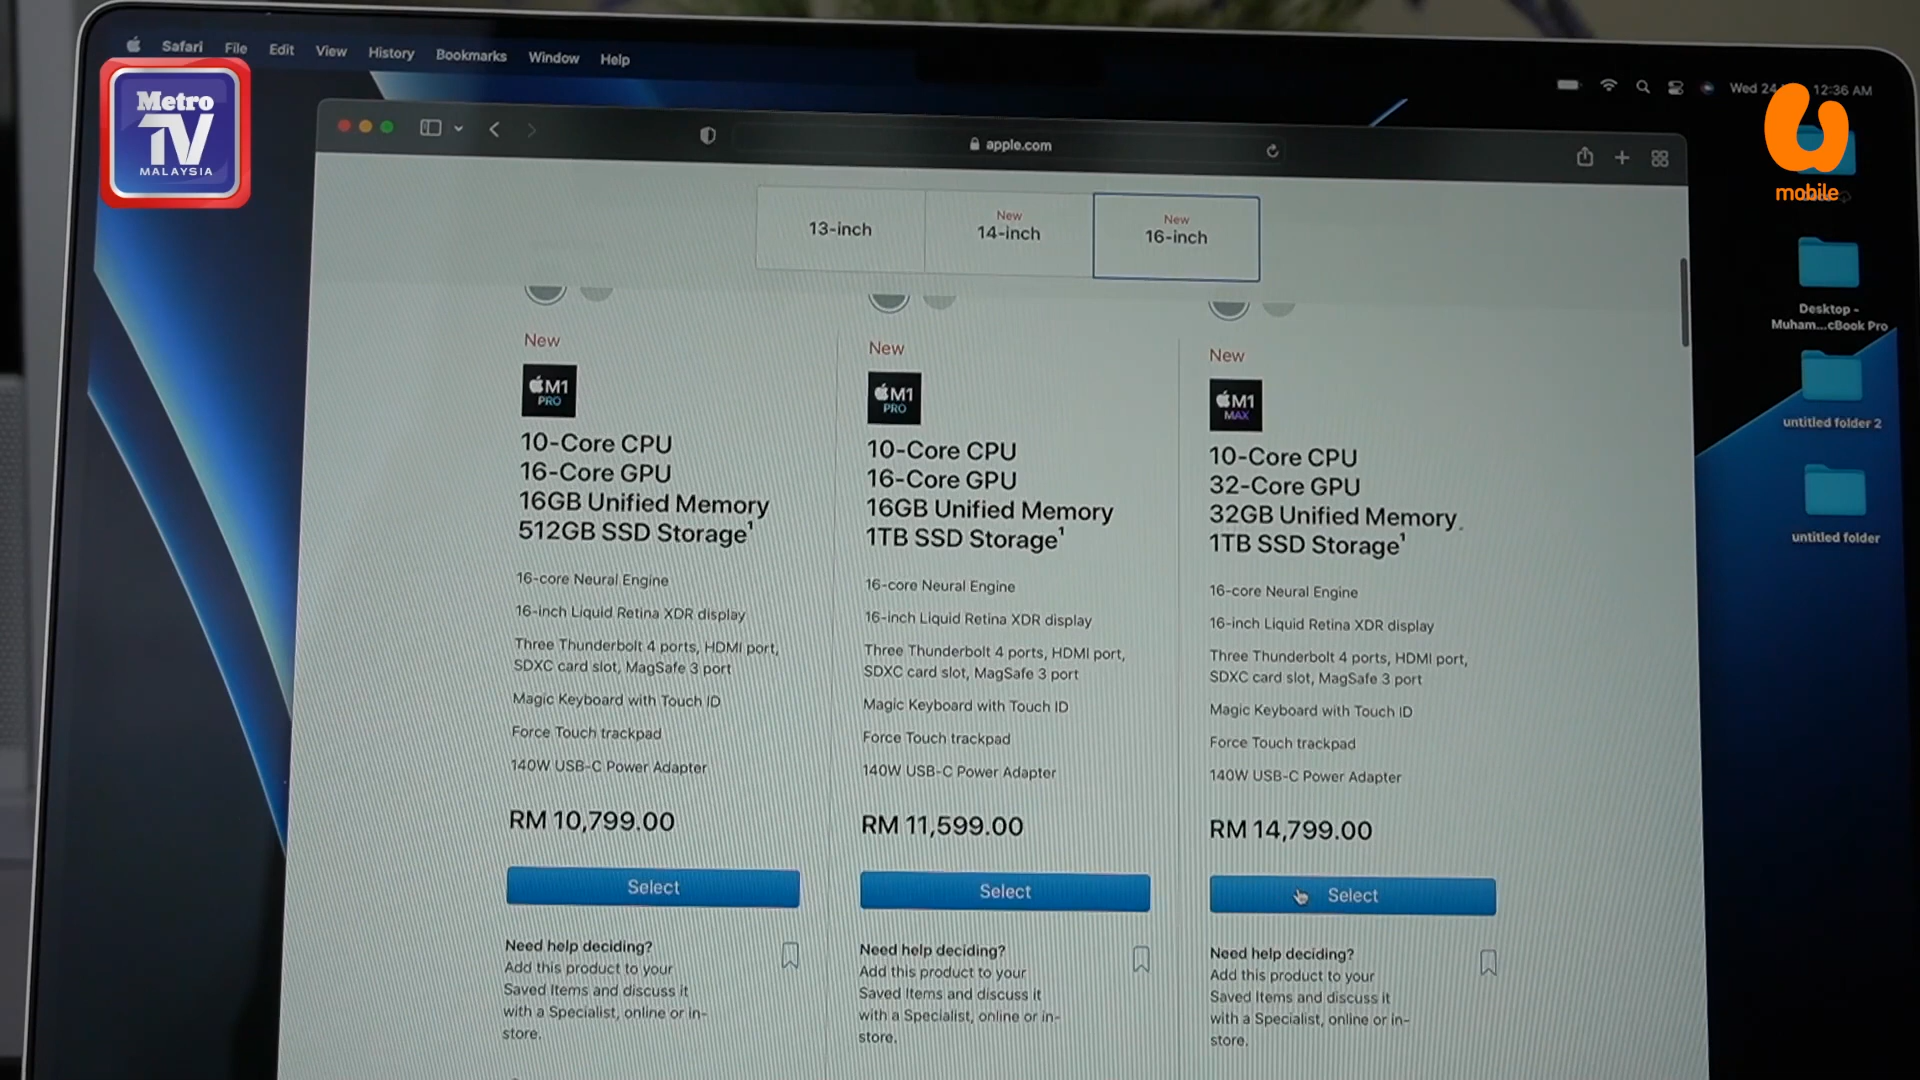 Safari File Edit View History Bookmarks Window Help
Wed 24 12:36 AM
Metro
TV
MALAYSIA
mobile
apple.com
13-inch
New
14-inch
New
16-inch
New
M1
PRO
10-Core CPU
16-Core GPU
16GB Unified Memory
512GB SSD Storage¹
16-core Neural Engine
16-inch Liquid Retina XDR display
Three Thunderbolt 4 ports, HDMI port,
SDXC card slot, MagSafe 3 port
Magic Keyboard with Touch ID
Force Touch trackpad
140W USB-C Power Adapter
RM 10,799.00
Select
Need help deciding?
Add this product to your
Saved Items and discuss it
with a Specialist, online or in-
store.
New
M1
PRO
10-Core CPU
16-Core GPU
16GB Unified Memory
1TB SSD Storage¹
16-core Neural Engine
16-inch Liquid Retina XDR display
Three Thunderbolt 4 ports, HDMI port,
SDXC card slot, MagSafe 3 port
Magic Keyboard with Touch ID
Force Touch trackpad
140W USB-C Power Adapter
RM 11,599.00
Select
Need help deciding?
Add this product to your
Saved Items and discuss it
with a Specialist, online or in-
store.
New
M1
MAX
10-Core CPU
32-Core GPU
32GB Unified Memory
1TB SSD Storage¹
16-core Neural Engine
16-inch Liquid Retina XDR display
Three Thunderbolt 4 ports, HDMI port,
SDXC card slot, MagSafe 3 port
Magic Keyboard with Touch ID
Force Touch trackpad
140W USB-C Power Adapter
RM 14,799.00
Select
Need help deciding?
Add this product to your
Saved Items and discuss it
with a Specialist, online or in-
store.
Desktop -
Muham...cBook Pro
untitled folder 2
untitled folder